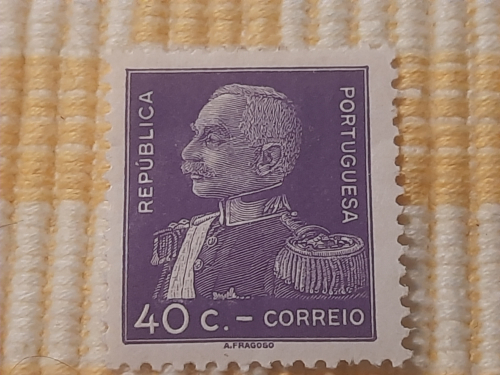 REPÚBLICA
PORTUGUESA
40 C. - CORREIO
A. FRAGOSO